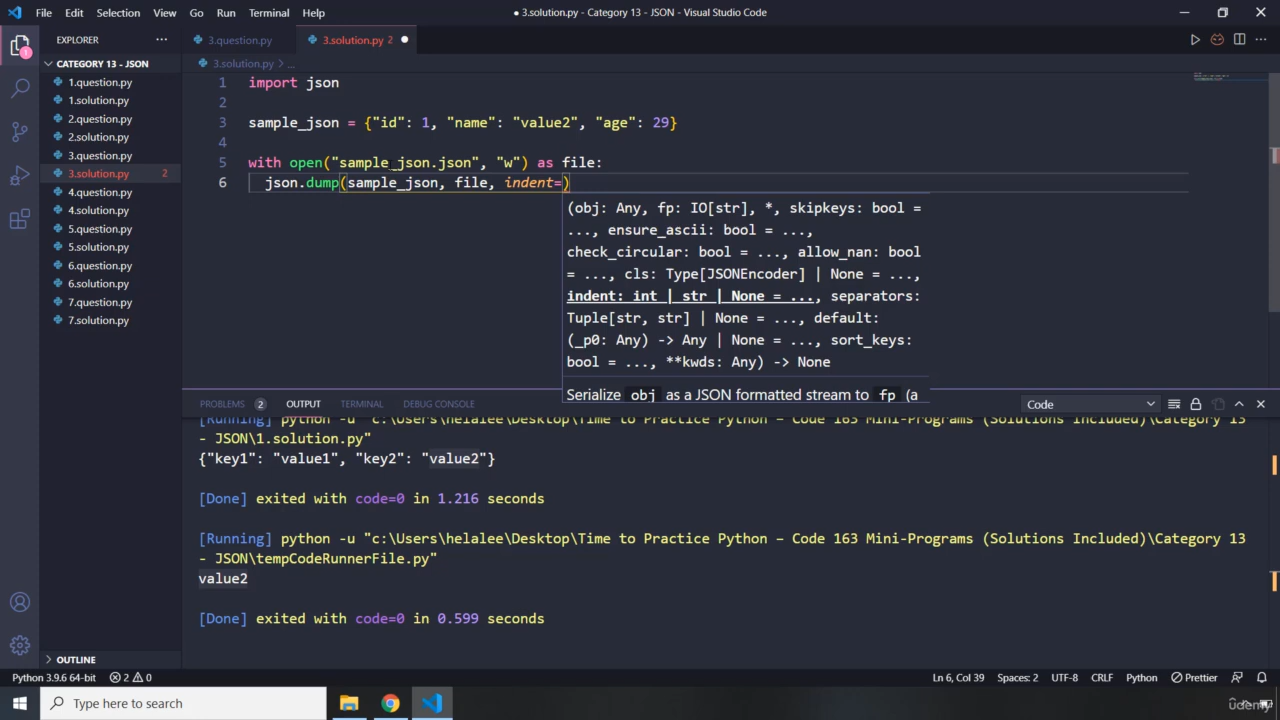 File Edit Selection View Go Run Terminal Help
● 3.solution.py - Category 13 - JSON - Visual Studio Code
EXPLORER
3.question.py
3.solution.py 2
CATEGORY 13 - JSON
3.solution.py > ...
1.question.py
1.solution.py
2.question.py
2.solution.py
3.question.py
3.solution.py 2
4.question.py
4.solution.py
5.question.py
5.solution.py
6.question.py
6.solution.py
7.question.py
7.solution.py
1 import json
2
3 sample_json = {"id": 1, "name": "value2", "age": 29}
4
5 with open("sample_json.json", "w") as file:
6 json.dump(sample_json, file, indent=)
(obj: Any, fp: IO[str], *, skipkeys: bool =
..., ensure_ascii: bool = ...,
check_circular: bool = ..., allow_nan: bool
= ..., cls: Type[JSONEncoder] | None = ...,
indent: int | str | None = ..., separators:
Tuple[str, str] | None = ..., default:
(_p0: Any) -> Any | None = ..., sort_keys:
bool = ..., **kwds: Any) -> None
Serialize obj as a JSON formatted stream to fp (a
PROBLEMS 2 OUTPUT TERMINAL DEBUG CONSOLE
Code
[Running] python -u "c:\Users\helalee\Desktop\Time to Practice Python – Code 163 Mini-Programs (Solutions Included)\Category 13
- JSON\1.solution.py"
{"key1": "value1", "key2": "value2"}
[Done] exited with code=0 in 1.216 seconds
[Running] python -u "c:\Users\helalee\Desktop\Time to Practice Python – Code 163 Mini-Programs (Solutions Included)\Category 13
- JSON\tempCodeRunnerFile.py"
value2
[Done] exited with code=0 in 0.599 seconds
OUTLINE
Python 3.9.6 64-bit 2 0
Ln 6, Col 39 Spaces: 2 UTF-8 CRLF Python Prettier
Type here to search
Udemy